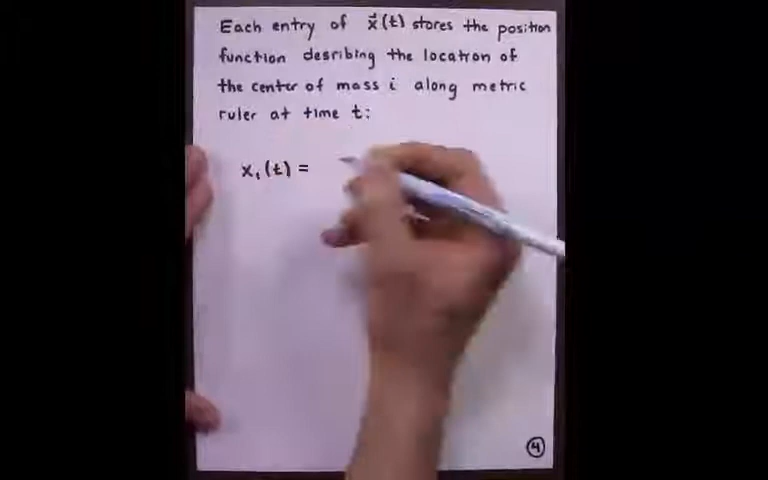 Each entry of x⃗(t) stores the position
function desribing the location of
the center of mass i along metric
ruler at time t:
x₁(t) =
4